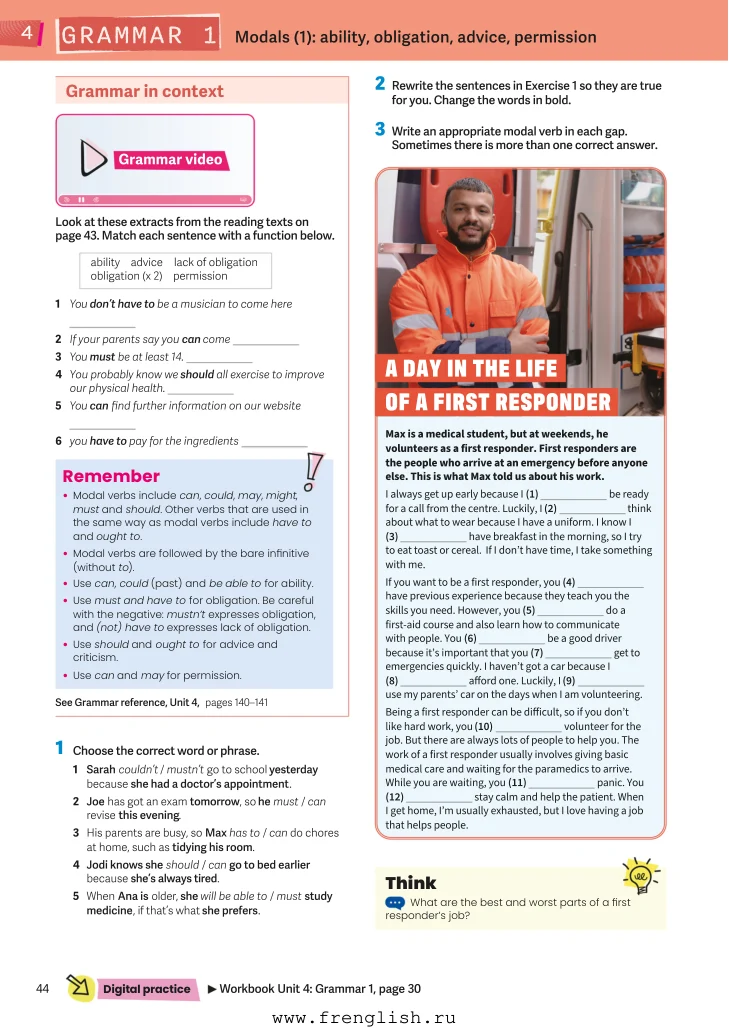 4
GRAMMAR 1
Modals (1): ability, obligation, advice, permission
Grammar in context
Grammar video
Look at these extracts from the reading texts on
page 43. Match each sentence with a function below.
ability advice lack of obligation
obligation (x 2) permission
1 You don't have to be a musician to come here
____________
2 If your parents say you can come ____________
3 You must be at least 14. ____________
4 You probably know we should all exercise to improve
our physical health. ____________
5 You can find further information on our website
____________
6 you have to pay for the ingredients ____________
Remember
!
• Modal verbs include can, could, may, might,
must and should. Other verbs that are used in
the same way as modal verbs include have to
and ought to.
• Modal verbs are followed by the bare infinitive
(without to).
• Use can, could (past) and be able to for ability.
• Use must and have to for obligation. Be careful
with the negative: mustn't expresses obligation,
and (not) have to expresses lack of obligation.
• Use should and ought to for advice and
criticism.
• Use can and may for permission.
See Grammar reference, Unit 4, pages 140–141
1 Choose the correct word or phrase.
1 Sarah couldn't / mustn't go to school yesterday
because she had a doctor's appointment.
2 Joe has got an exam tomorrow, so he must / can
revise this evening.
3 His parents are busy, so Max has to / can do chores
at home, such as tidying his room.
4 Jodi knows she should / can go to bed earlier
because she's always tired.
5 When Ana is older, she will be able to / must study
medicine, if that's what she prefers.
2 Rewrite the sentences in Exercise 1 so they are true
for you. Change the words in bold.
3 Write an appropriate modal verb in each gap.
Sometimes there is more than one correct answer.
A DAY IN THE LIFE
OF A FIRST RESPONDER
Max is a medical student, but at weekends, he
volunteers as a first responder. First responders are
the people who arrive at an emergency before anyone
else. This is what Max told us about his work.
I always get up early because I (1) ____________ be ready
for a call from the centre. Luckily, I (2) ____________ think
about what to wear because I have a uniform. I know I
(3) ____________ have breakfast in the morning, so I try
to eat toast or cereal. If I don't have time, I take something
with me.
If you want to be a first responder, you (4) ____________
have previous experience because they teach you the
skills you need. However, you (5) ____________ do a
first-aid course and also learn how to communicate
with people. You (6) ____________ be a good driver
because it's important that you (7) ____________ get to
emergencies quickly. I haven't got a car because I
(8) ____________ afford one. Luckily, I (9) ____________
use my parents' car on the days when I am volunteering.
Being a first responder can be difficult, so if you don't
like hard work, you (10) ____________ volunteer for the
job. But there are always lots of people to help you. The
work of a first responder usually involves giving basic
medical care and waiting for the paramedics to arrive.
While you are waiting, you (11) ____________ panic. You
(12) ____________ stay calm and help the patient. When
I get home, I'm usually exhausted, but I love having a job
that helps people.
Think
What are the best and worst parts of a first
responder's job?
44
Digital practice
▶ Workbook Unit 4: Grammar 1, page 30
www.frenglish.ru